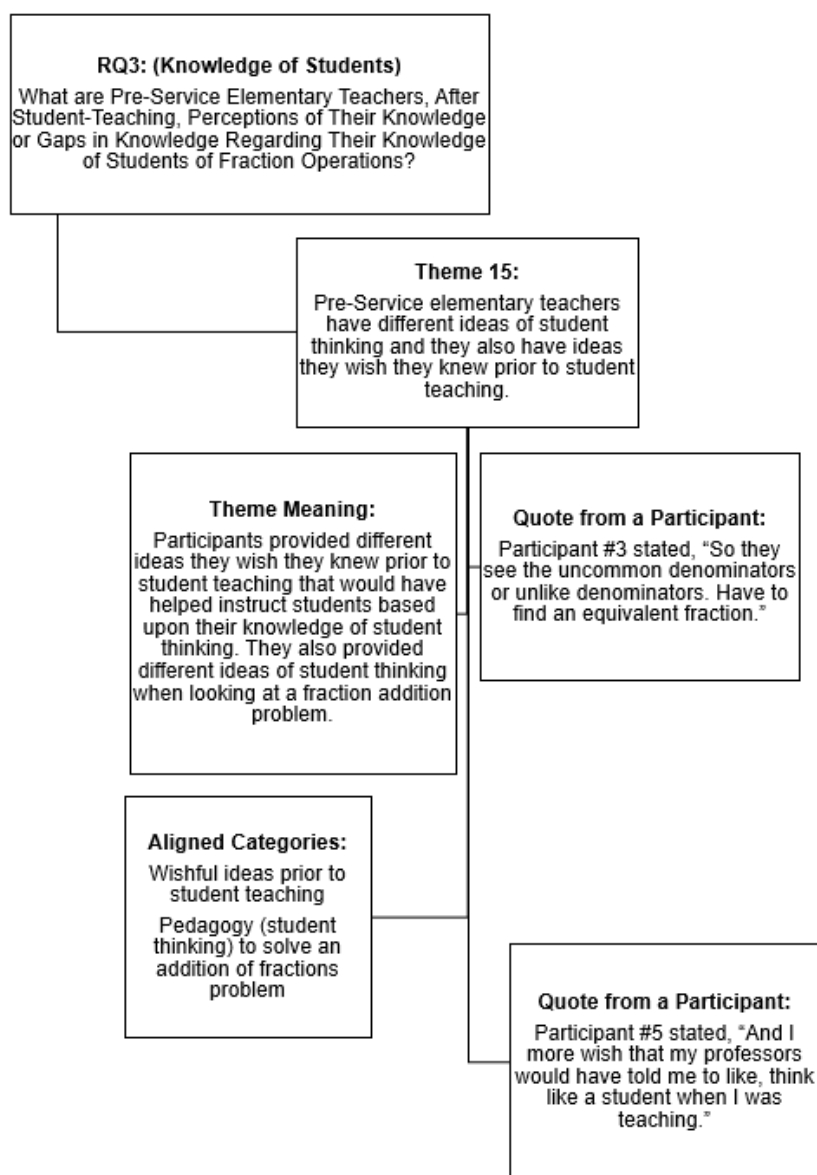 RQ3: (Knowledge of Students)
What are Pre-Service Elementary Teachers, After
Student-Teaching, Perceptions of Their Knowledge
or Gaps in Knowledge Regarding Their Knowledge
of Students of Fraction Operations?
Theme 15:
Pre-Service elementary teachers
have different ideas of student
thinking and they also have ideas
they wish they knew prior to student
teaching.
Theme Meaning:
Participants provided different
ideas they wish they knew prior to
student teaching that would have
helped instruct students based
upon their knowledge of student
thinking. They also provided
different ideas of student thinking
when looking at a fraction addition
problem.
Quote from a Participant:
Participant #3 stated, “So they
see the uncommon denominators
or unlike denominators. Have to
find an equivalent fraction.”
Aligned Categories:
Wishful ideas prior to
student teaching
Pedagogy (student
thinking) to solve an
addition of fractions
problem
Quote from a Participant:
Participant #5 stated, “And I
more wish that my professors
would have told me to like, think
like a student when I was
teaching.”